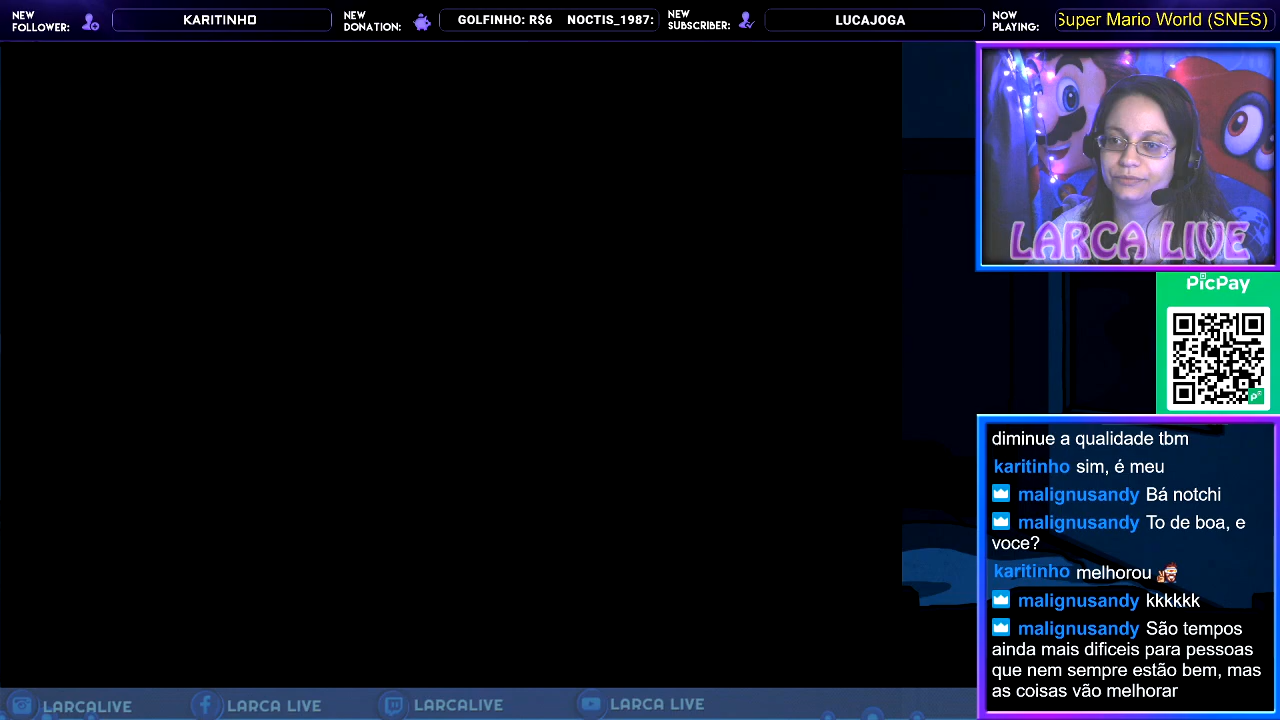 NEW FOLLOWER:
KARITINHO
NEW DONATION:
GOLFINHO: R$6 NOCTIS_1987:
NEW SUBSCRIBER:
LUCAJOGA
NOW PLAYING:
Super Mario World (SNES)
LARCA LIVE
PicPay
diminue a qualidade tbm
karitinho sim, é meu
malignusandy Bá notchi
malignusandy To de boa, e
voce?
karitinho melhorou
malignusandy kkkkkk
malignusandy São tempos
ainda mais dificeis para pessoas
que nem sempre estão bem, mas
as coisas vão melhorar
LARCALIVE
LARCA LIVE
LARCALIVE
LARCA LIVE